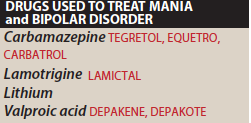 DRUGS USED TO TREAT MANIA
and BIPOLAR DISORDER
Carbamazepine TEGRETOL, EQUETRO,
CARBATROL
Lamotrigine LAMICTAL
Lithium
Valproic acid DEPAKENE, DEPAKOTE